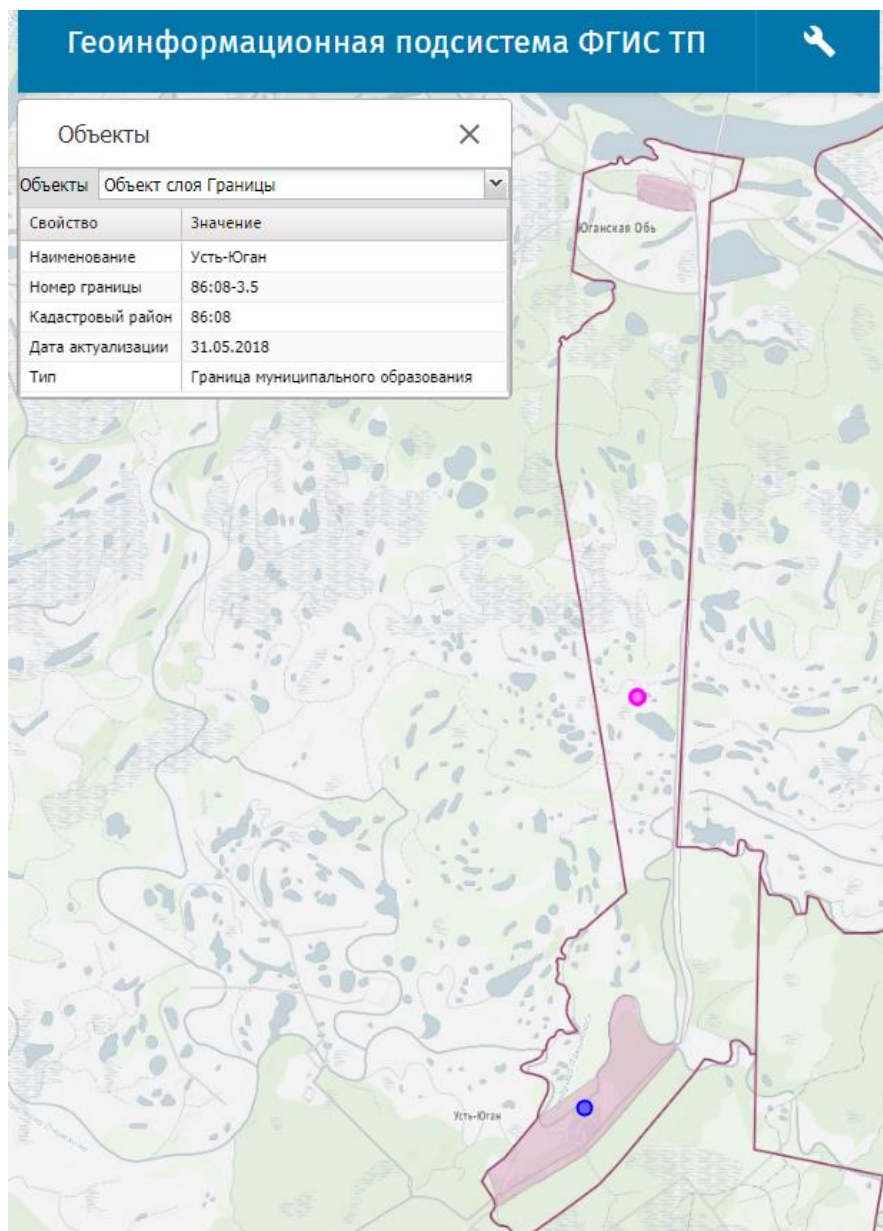 Геоинформационная подсистема ФГИС ТП
Объекты
Объекты Объект слоя Границы
Свойство Значение
Наименование Усть-Юган
Номер границы 86:08-3.5
Кадастровый район 86:08
Дата актуализации 31.05.2018
Тип Граница муниципального образования
Юганская Обь
Усть-Юган